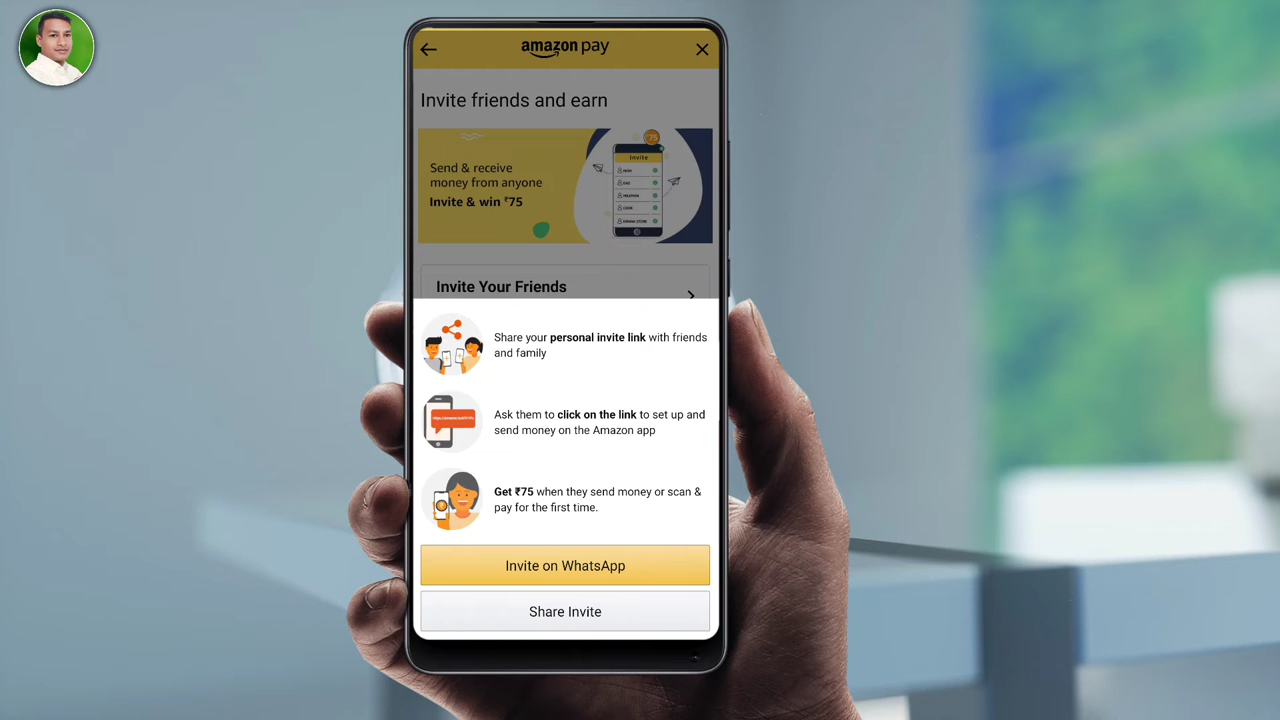 amazon pay
Invite friends and earn
Send & receive
money from anyone
Invite & win ₹75
₹75
Invite
MOM
DAD
Invite Your Friends
Share your personal invite link with friends
and family
Ask them to click on the link to set up and
send money on the Amazon app
Get ₹75 when they send money or scan &
pay for the first time.
Invite on WhatsApp
Share Invite